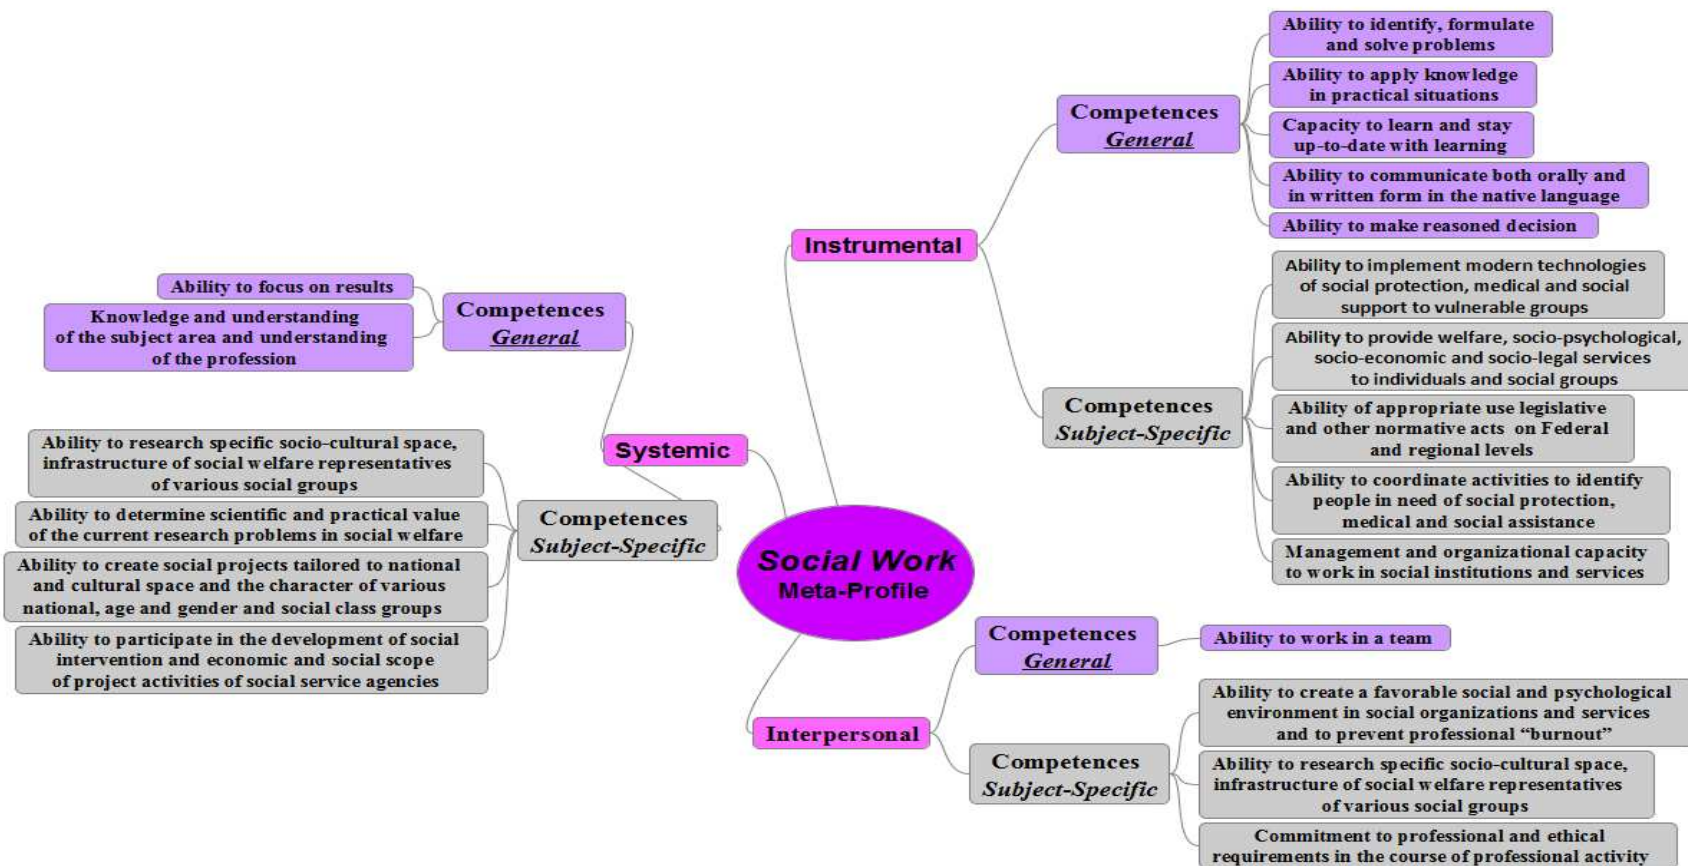 Social Work
Meta-Profile
Instrumental
Competences
General
Ability to identify, formulate
and solve problems
Ability to apply knowledge
in practical situations
Capacity to learn and stay
up-to-date with learning
Ability to communicate both orally and
in written form in the native language
Ability to make reasoned decision
Competences
Subject-Specific
Ability to implement modern technologies
of social protection, medical and social
support to vulnerable groups
Ability to provide welfare, socio-psychological,
socio-economic and socio-legal services
to individuals and social groups
Ability of appropriate use legislative
and other normative acts on Federal
and regional levels
Ability to coordinate activities to identify
people in need of social protection,
medical and social assistance
Management and organizational capacity
to work in social institutions and services
Systemic
Competences
General
Ability to focus on results
Knowledge and understanding
of the subject area and understanding
of the profession
Competences
Subject-Specific
Ability to research specific socio-cultural space,
infrastructure of social welfare representatives
of various social groups
Ability to determine scientific and practical value
of the current research problems in social welfare
Ability to create social projects tailored to national
and cultural space and the character of various
national, age and gender and social class groups
Ability to participate in the development of social
intervention and economic and social scope
of project activities of social service agencies
Interpersonal
Competences
General
Ability to work in a team
Competences
Subject-Specific
Ability to create a favorable social and psychological
environment in social organizations and services
and to prevent professional “burnout”
Ability to research specific socio-cultural space,
infrastructure of social welfare representatives
of various social groups
Commitment to professional and ethical
requirements in the course of professional activity